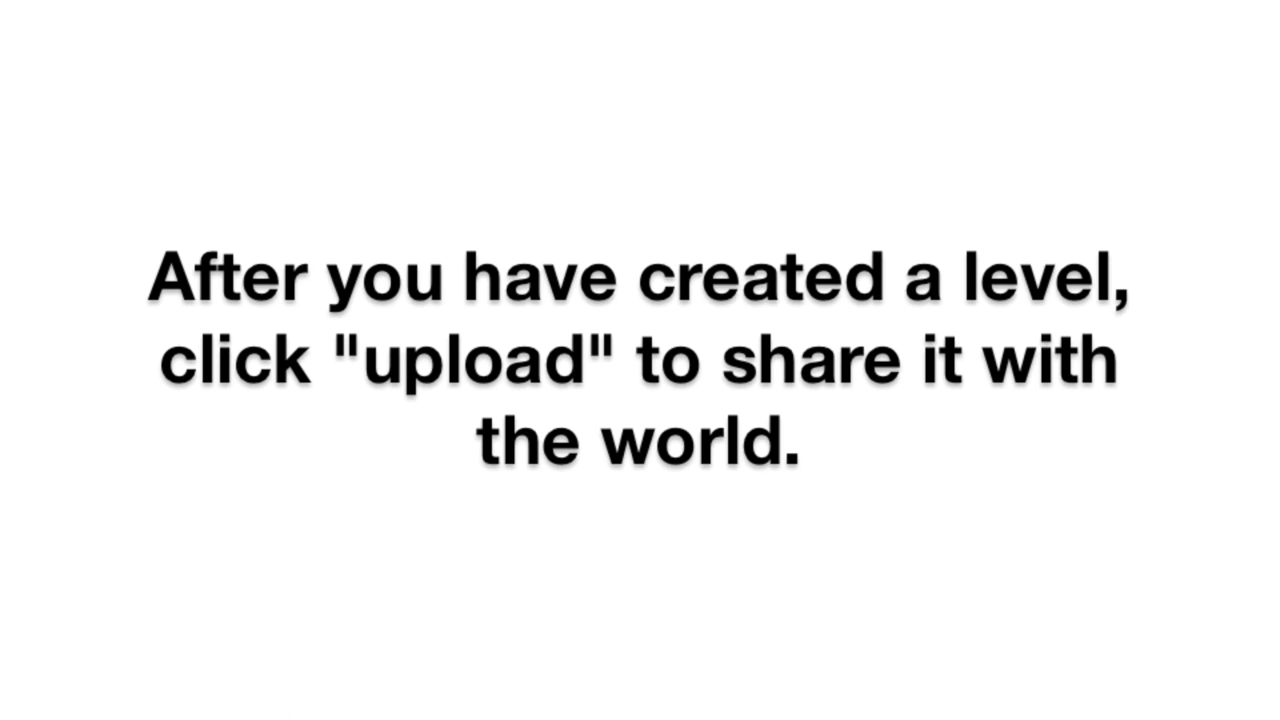 After you have created a level,
click "upload" to share it with
the world.